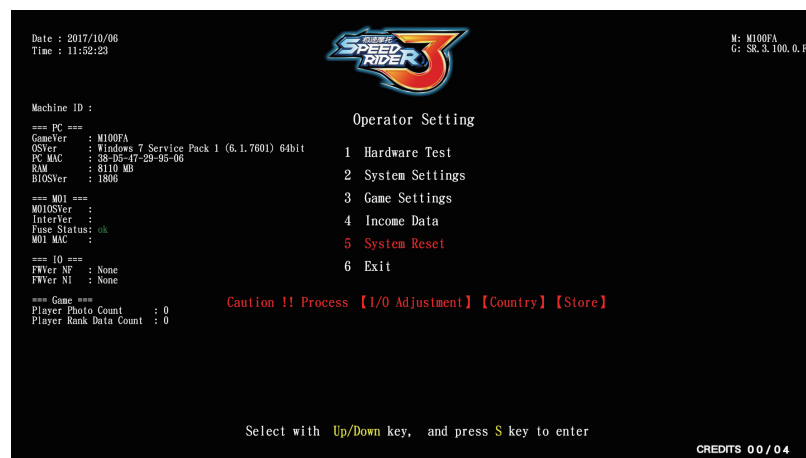 Date : 2017/10/06
Time : 11:52:23
极速摩托
SPEED
RIDER
3
M: M100FA
G: SR.3.100.0.F
Machine ID :
=== PC ===
GameVer : M100FA
OSVer : Windows 7 Service Pack 1 (6.1.7601) 64bit
PC MAC : 38-D5-47-29-95-06
RAM : 8110 MB
BIOSVer : 1806
=== M01 ===
M01OSVer :
InterVer :
Fuse Status: ok
M01 MAC :
=== IO ===
FWVer NF : None
FWVer NI : None
=== Game ===
Player Photo Count : 0
Player Rank Data Count : 0
Operator Setting
1 Hardware Test
2 System Settings
3 Game Settings
4 Income Data
5 System Reset
6 Exit
Caution !! Process 【I/O Adjustment】【Country】【Store】
Select with Up/Down key, and press S key to enter
CREDITS 00/04